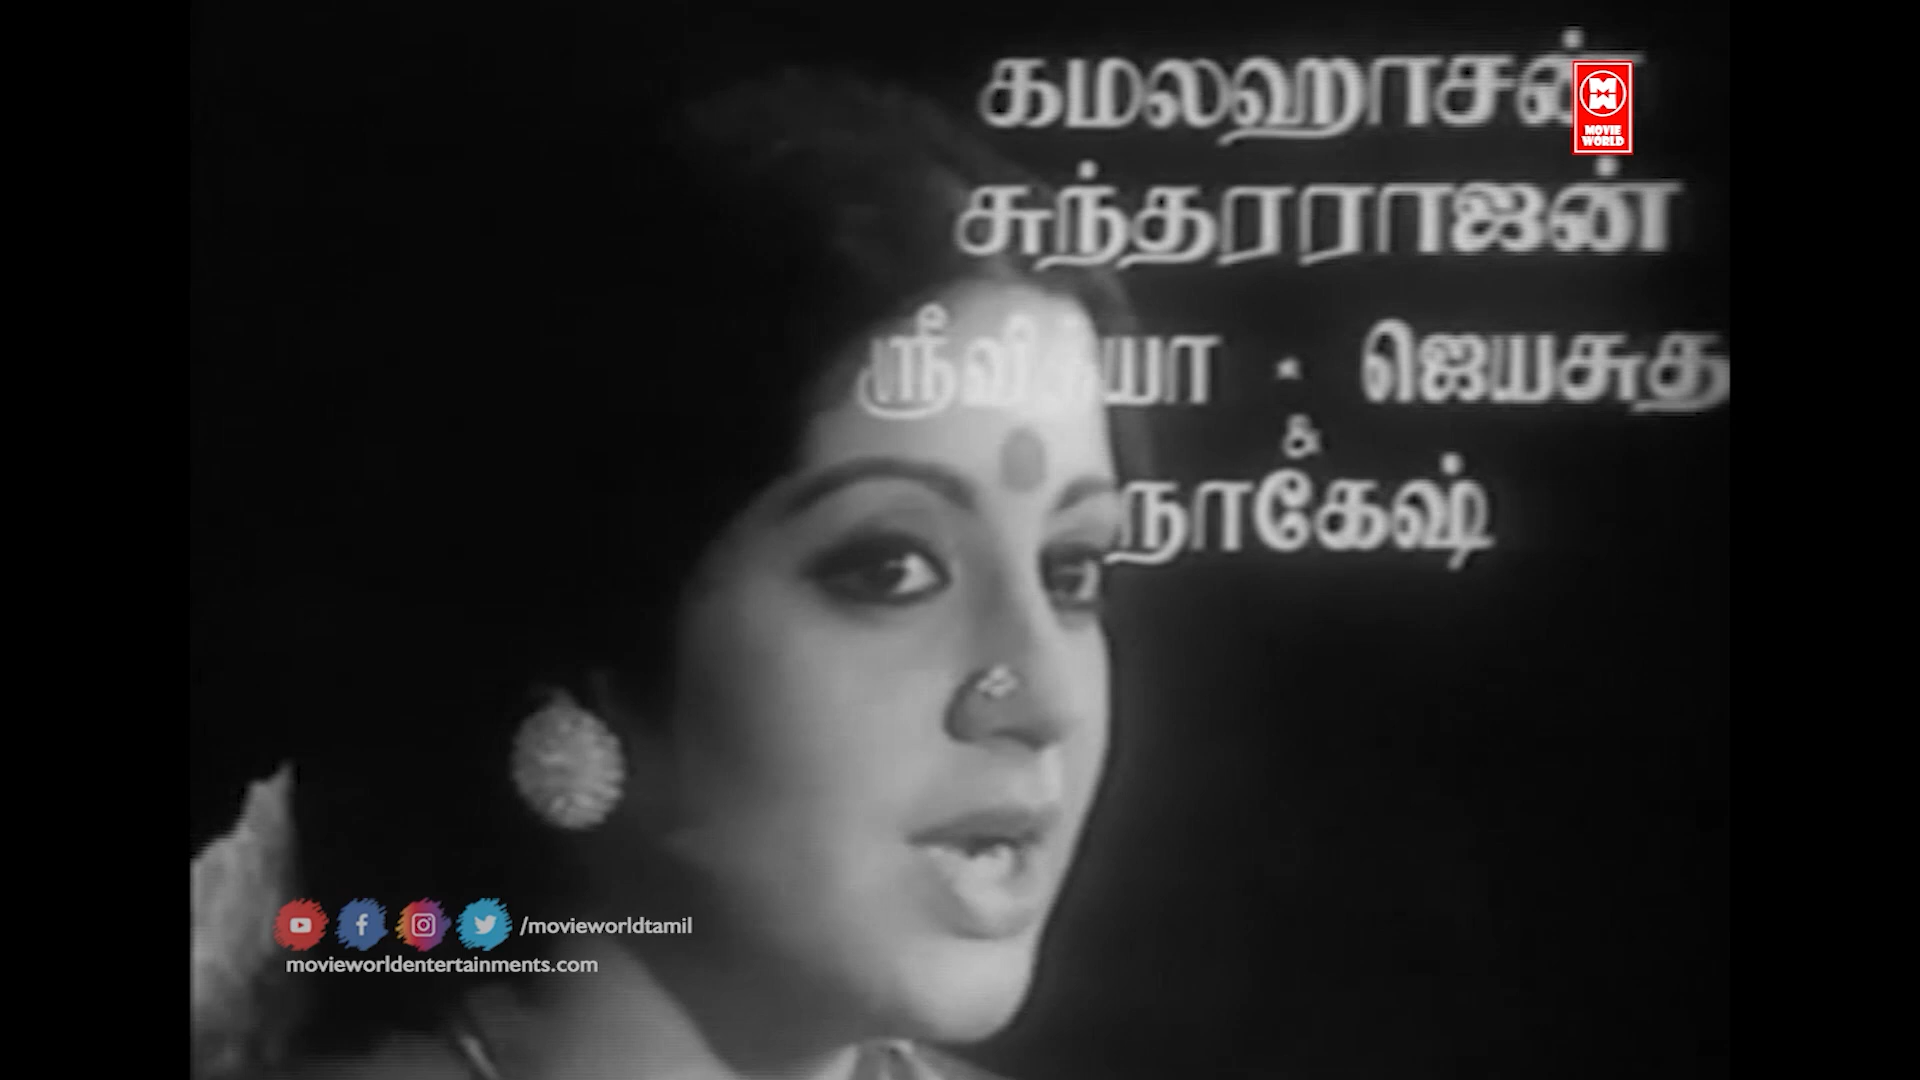 கமலஹாசன்
MOVIE
WORLD
சுந்தரராஜன்
ஸ்ரீவித்யா • ஜெயசுத
&
நாகேஷ்
/movieworldtamil
movieworldentertainments.com